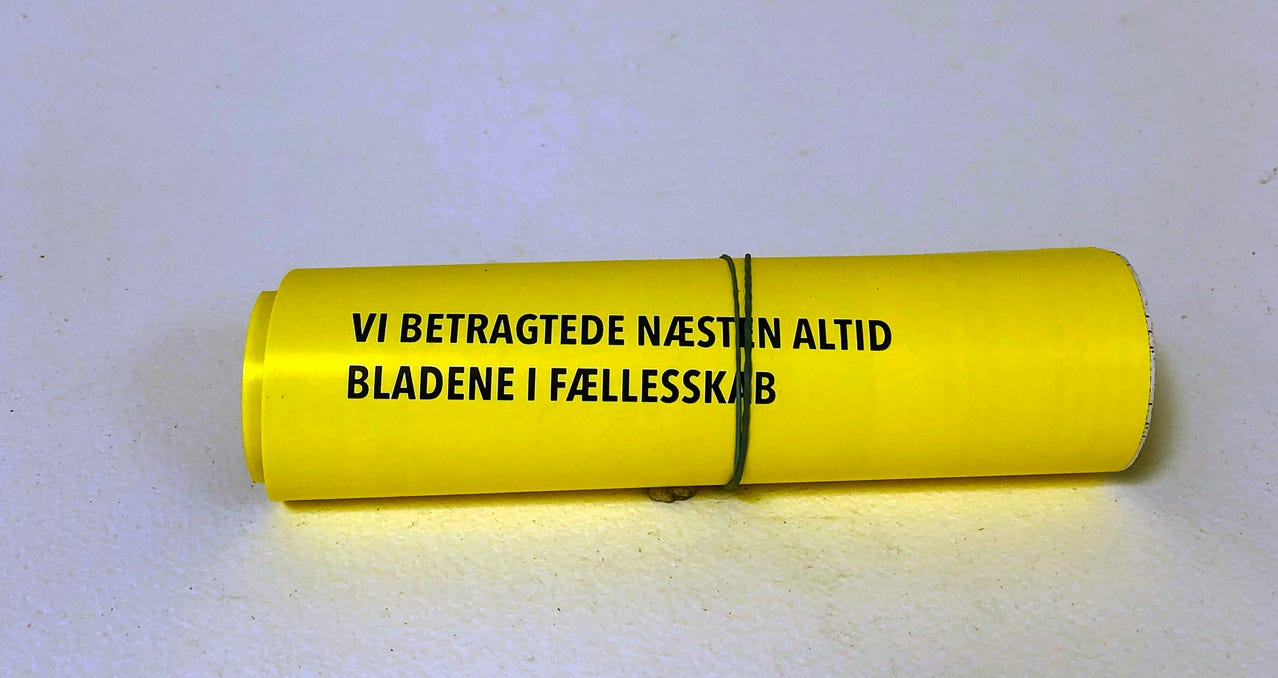 VI BETRAGTEDE NÆSTEN ALTID
BLADENE I FÆLLESSKAB